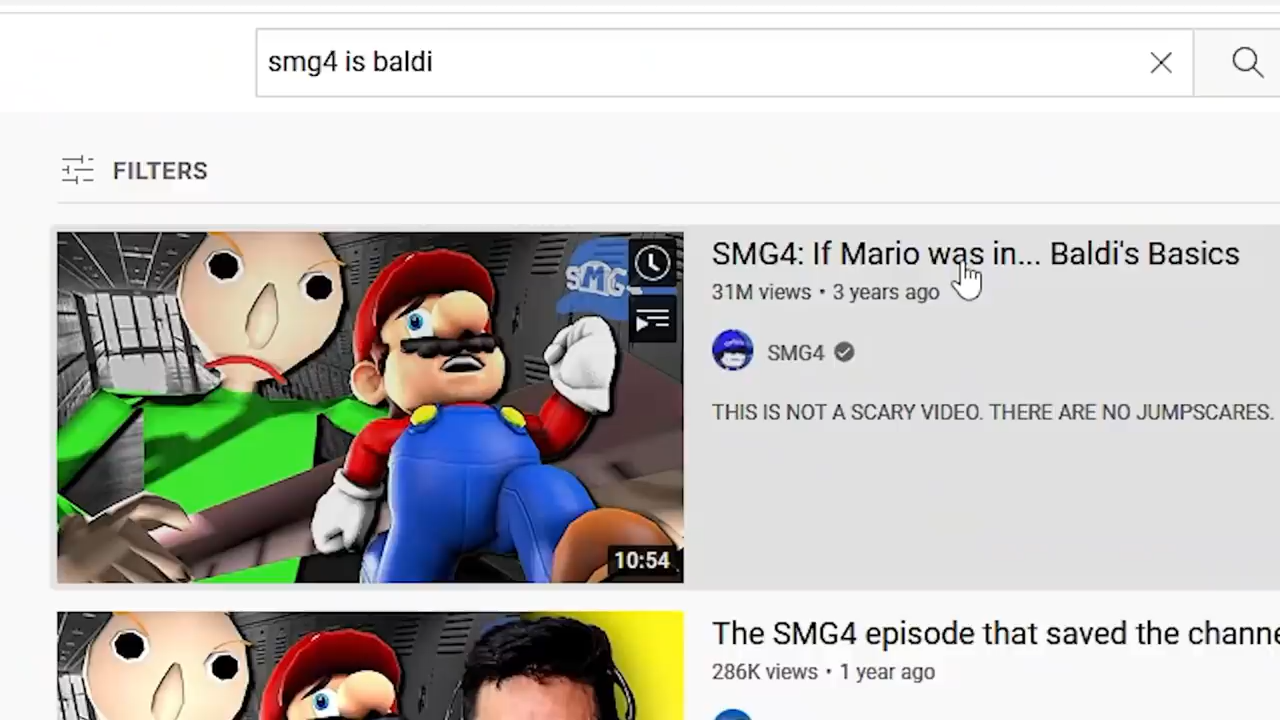 smg4 is baldi
FILTERS
SMG4: If Mario was in... Baldi's Basics
31M views • 3 years ago
SMG4
THIS IS NOT A SCARY VIDEO. THERE ARE NO JUMPSCARES.
SMG
10:54
The SMG4 episode that saved the channe
286K views • 1 year ago